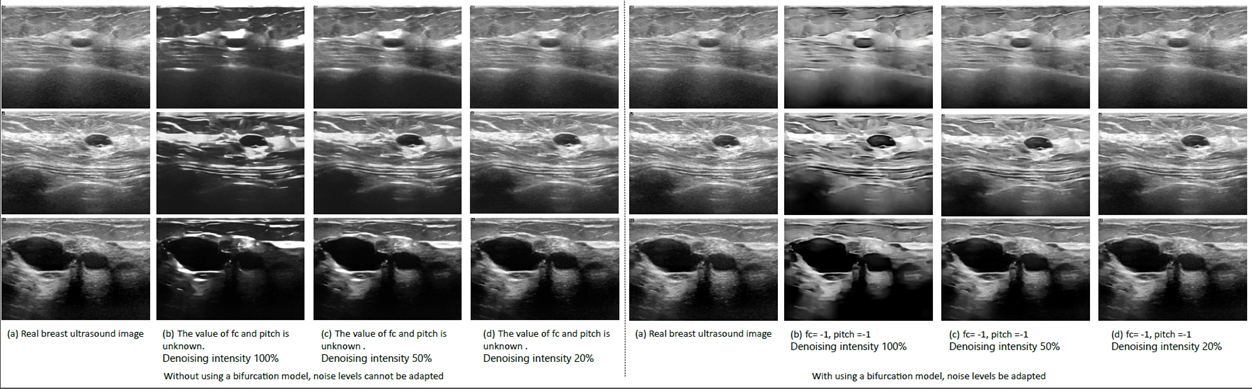 (a) Real breast ultrasound image
(b) The value of fc and pitch is
unknown.
Denoising intensity 100%
(c) The value of fc and pitch is
unknown .
Denoising intensity 50%
(d) The value of fc and pitch is
unknown .
Denoising intensity 20%
Without using a bifurcation model, noise levels cannot be adapted
(a) Real breast ultrasound image
(b) fc= -1, pitch =-1
Denoising intensity 100%
(c) fc= -1, pitch =-1
Denoising intensity 50%
(d) fc= -1, pitch =-1
Denoising intensity 20%
With using a bifurcation model, noise levels be adapted